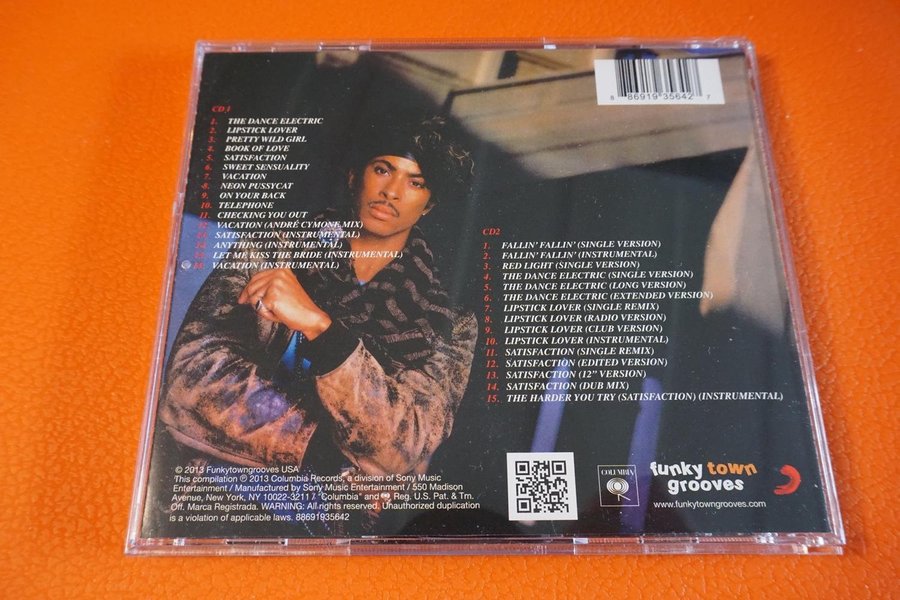 8 86919 35642 7
CD 1
1. THE DANCE ELECTRIC
2. LIPSTICK LOVER
3. PRETTY WILD GIRL
4. BOOK OF LOVE
5. SATISFACTION
6. SWEET SENSUALITY
7. VACATION
8. NEON PUSSYCAT
9. ON YOUR BACK
10. TELEPHONE
11. CHECKING YOU OUT
12. VACATION (ANDRÉ CYMONE MIX)
13. SATISFACTION (INSTRUMENTAL)
14. ANYTHING (INSTRUMENTAL)
15. LET ME KISS THE BRIDE (INSTRUMENTAL)
16. VACATION (INSTRUMENTAL)
CD2
1. FALLIN' FALLIN' (SINGLE VERSION)
2. FALLIN' FALLIN' (INSTRUMENTAL)
3. RED LIGHT (SINGLE VERSION)
4. THE DANCE ELECTRIC (SINGLE VERSION)
5. THE DANCE ELECTRIC (LONG VERSION)
6. THE DANCE ELECTRIC (EXTENDED VERSION)
7. LIPSTICK LOVER (SINGLE REMIX)
8. LIPSTICK LOVER (RADIO VERSION)
9. LIPSTICK LOVER (CLUB VERSION)
10. LIPSTICK LOVER (INSTRUMENTAL)
11. SATISFACTION (SINGLE REMIX)
12. SATISFACTION (EDITED VERSION)
13. SATISFACTION (12" VERSION)
14. SATISFACTION (DUB MIX)
15. THE HARDER YOU TRY (SATISFACTION) (INSTRUMENTAL)
© 2013 Funkytowngrooves USA
This compilation ℗ 2013 Columbia Records, a division of Sony Music
Entertainment / Manufactured by Sony Music Entertainment / 550 Madison
Avenue, New York, NY 10022-3211 / "Columbia" and Reg. U.S. Pat. & Tm.
Off. Marca Registrada. WARNING: All rights reserved. Unauthorized duplication
is a violation of applicable laws. 88691935642
COLUMBIA
funky town
grooves
www.funkytowngrooves.com